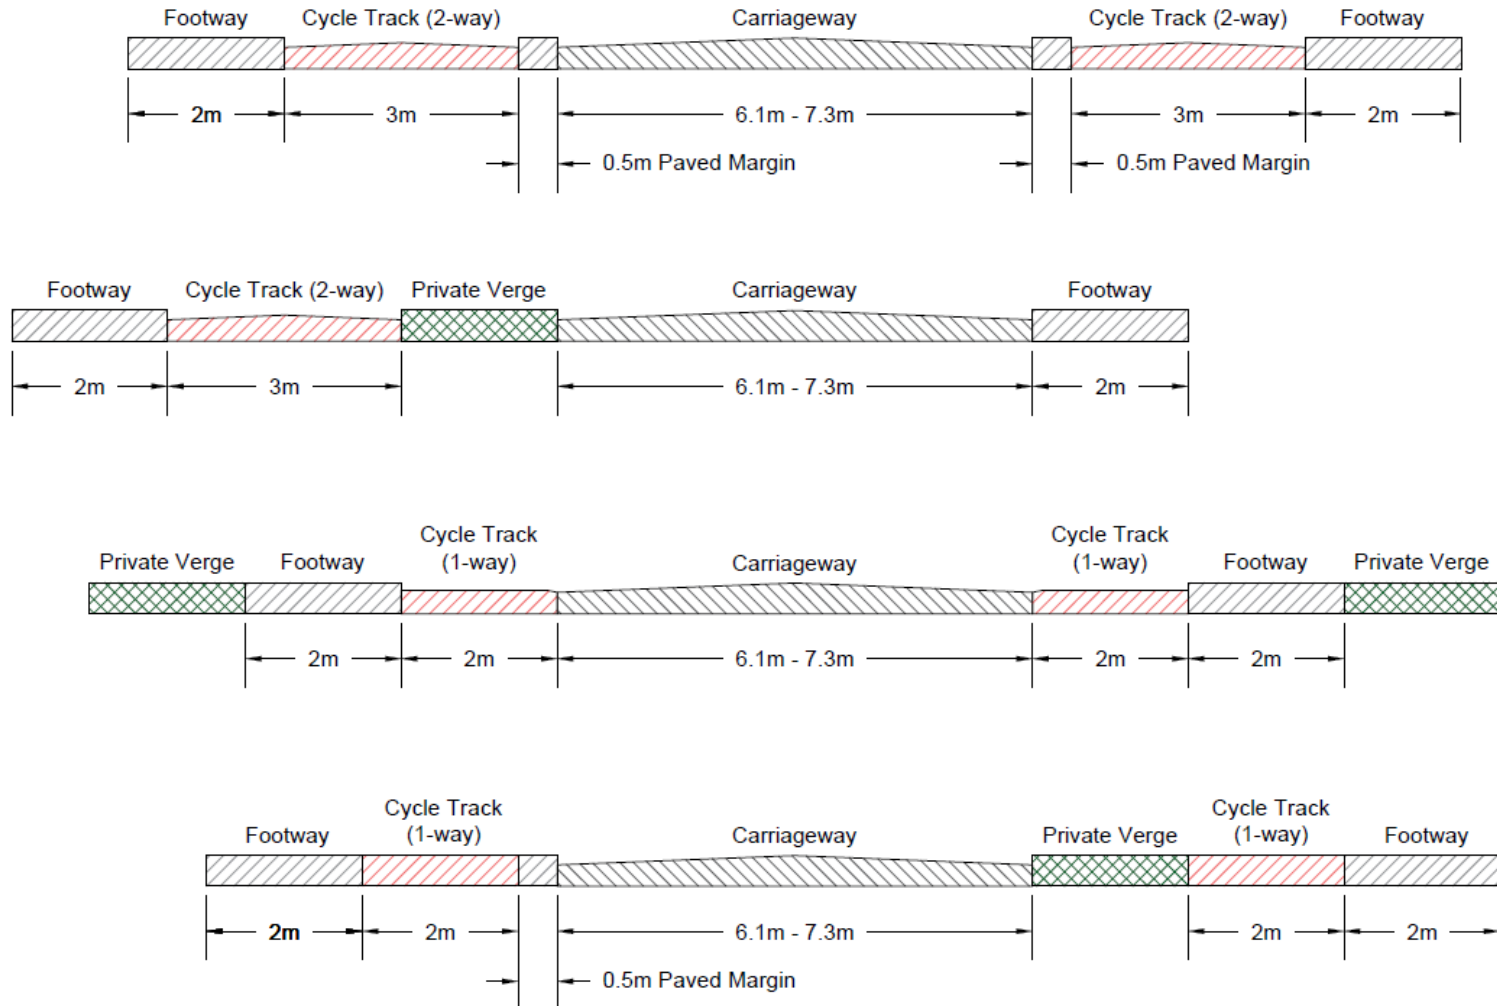 Footway Cycle Track (2-way) Carriageway Cycle Track (2-way) Footway
2m 3m 6.1m - 7.3m 3m 2m
0.5m Paved Margin 0.5m Paved Margin
Footway Cycle Track (2-way) Private Verge Carriageway Footway
2m 3m 6.1m - 7.3m 2m
Cycle Track Cycle Track
Private Verge Footway (1-way) Carriageway (1-way) Footway Private Verge
2m 2m 6.1m - 7.3m 2m 2m
Cycle Track Cycle Track
Footway (1-way) Carriageway Private Verge (1-way) Footway
2m 2m 6.1m - 7.3m 2m 2m
0.5m Paved Margin